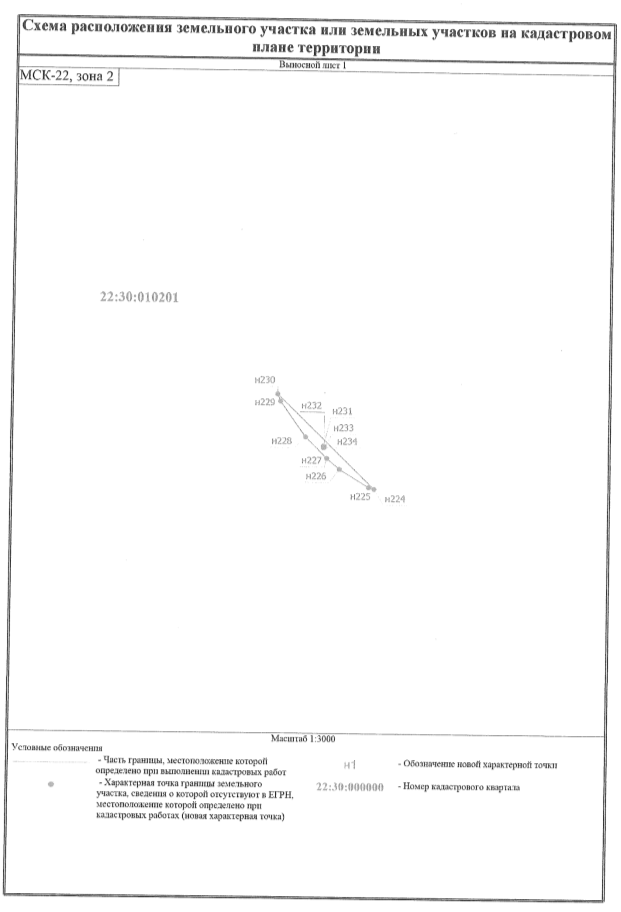 Схема расположения земельного участка или земельных участков на кадастровом
плане территории
Выносной лист 1
МСК-22, зона 2
22:30:010201
н230
н229
н232
н231
н233
н228
н234
н227
н226
н225
н224
Масштаб 1:3000
Условные обозначения
- Часть границы, местоположение которой
определено при выполнении кадастровых работ
- Характерная точка границы земельного
участка, сведения о которой отсутствуют в ЕГРН,
местоположение которой определено при
кадастровых работах (новая характерная точка)
н1
- Обозначение новой характерной точки
22:30:000000
- Номер кадастрового квартала